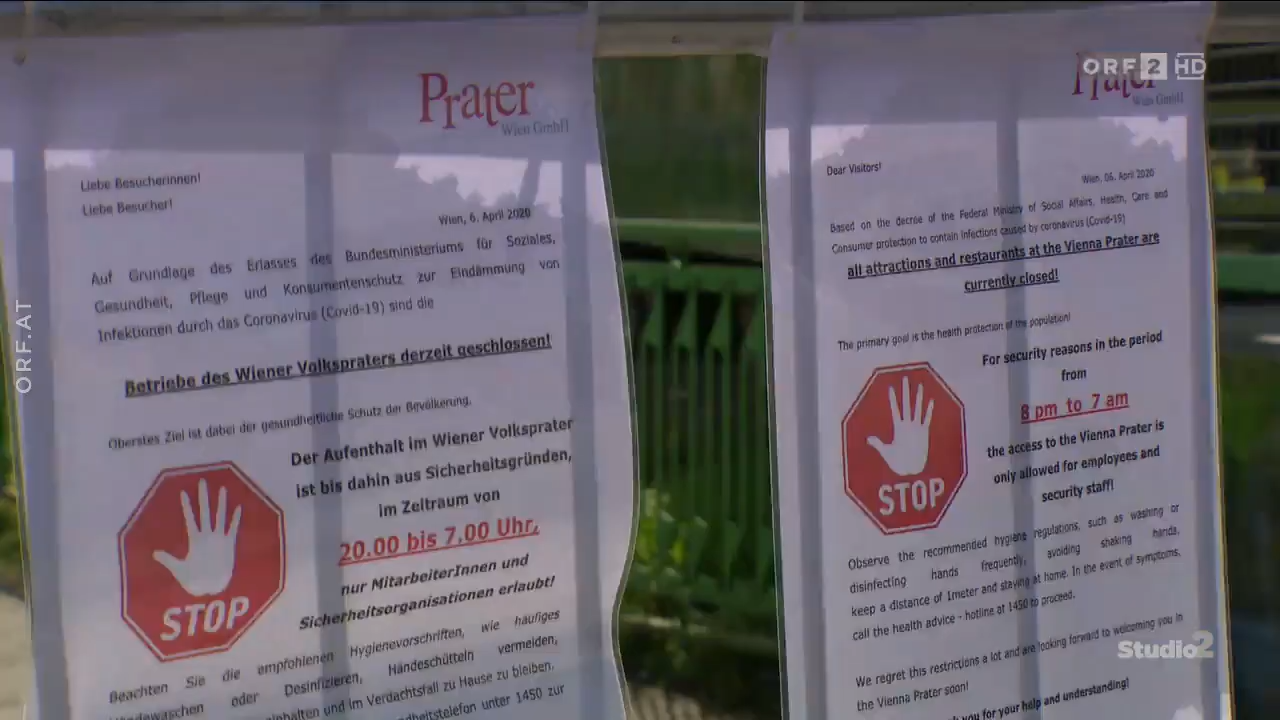 Prater
Wien GmbH
Liebe Besucherinnen!
Liebe Besucher!
Wien, 6. April 2020
Auf Grundlage des Erlasses des Bundesministeriums für Soziales,
Gesundheit, Pflege und Konsumentenschutz zur Eindämmung von
Infektionen durch das Coronavirus (Covid-19) sind die
Betriebe des Wiener Volkspraters derzeit geschlossen!
Oberstes Ziel ist dabei der gesundheitliche Schutz der Bevölkerung.
Der Aufenthalt im Wiener Volksprater
ist bis dahin aus Sicherheitsgründen,
im Zeitraum von
20.00 bis 7.00 Uhr,
nur MitarbeiterInnen und
Sicherheitsorganisationen erlaubt!
STOP
Beachten Sie die empfohlenen Hygienevorschriften, wie häufiges
Händewaschen oder Desinfizieren, Händeschütteln vermeiden,
einhalten und im Verdachtsfall zu Hause zu bleiben.
unter 1450 zur
Prater
Wien GmbH
Dear Visitors!
Wien, 06. April 2020
Based on the decree of the Federal Ministry of Social Affairs, Health, Care and
Consumer protection to contain infections caused by coronavirus (Covid-19)
all attractions and restaurants at the Vienna Prater are
currently closed!
The primary goal is the health protection of the population!
For security reasons in the period
from
8 pm to 7 am
the access to the Vienna Prater is
only allowed for employees and
security staff!
STOP
Observe the recommended hygiene regulations, such as washing or
disinfecting hands frequently, avoiding shaking hands,
keep a distance of 1meter and staying at home. In the event of symptoms,
call the health advice - hotline at 1450 to proceed.
We regret this restrictions a lot and are looking forward to welcoming you in
the Vienna Prater soon!
you for your help and understanding!
ORF 2 HD
ORF.AT
Studio2